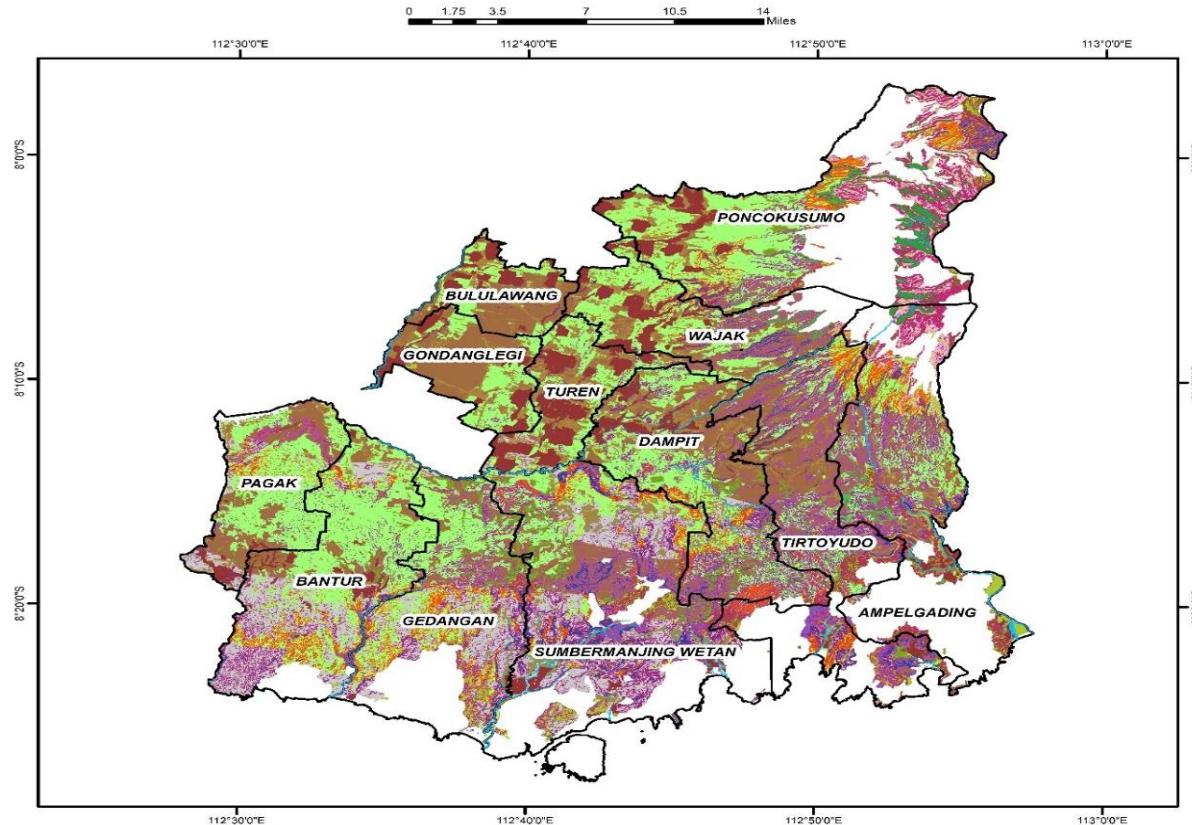 0 1.75 3.5 7 10.5 14
Miles
112°30'0"E 112°40'0"E 112°50'0"E 113°0'0"E
8°0'0"S
PONCOKUSUMO
BULULAWANG
WAJAK
GONDANGLEGI
8°10'0"S
TUREN
DAMPIT
PAGAK
TIRTOYUDO
BANTUR
8°20'0"S
GEDANGAN
AMPELGADING
SUMBERMANJING WETAN
112°30'0"E 112°40'0"E 112°50'0"E 113°0'0"E